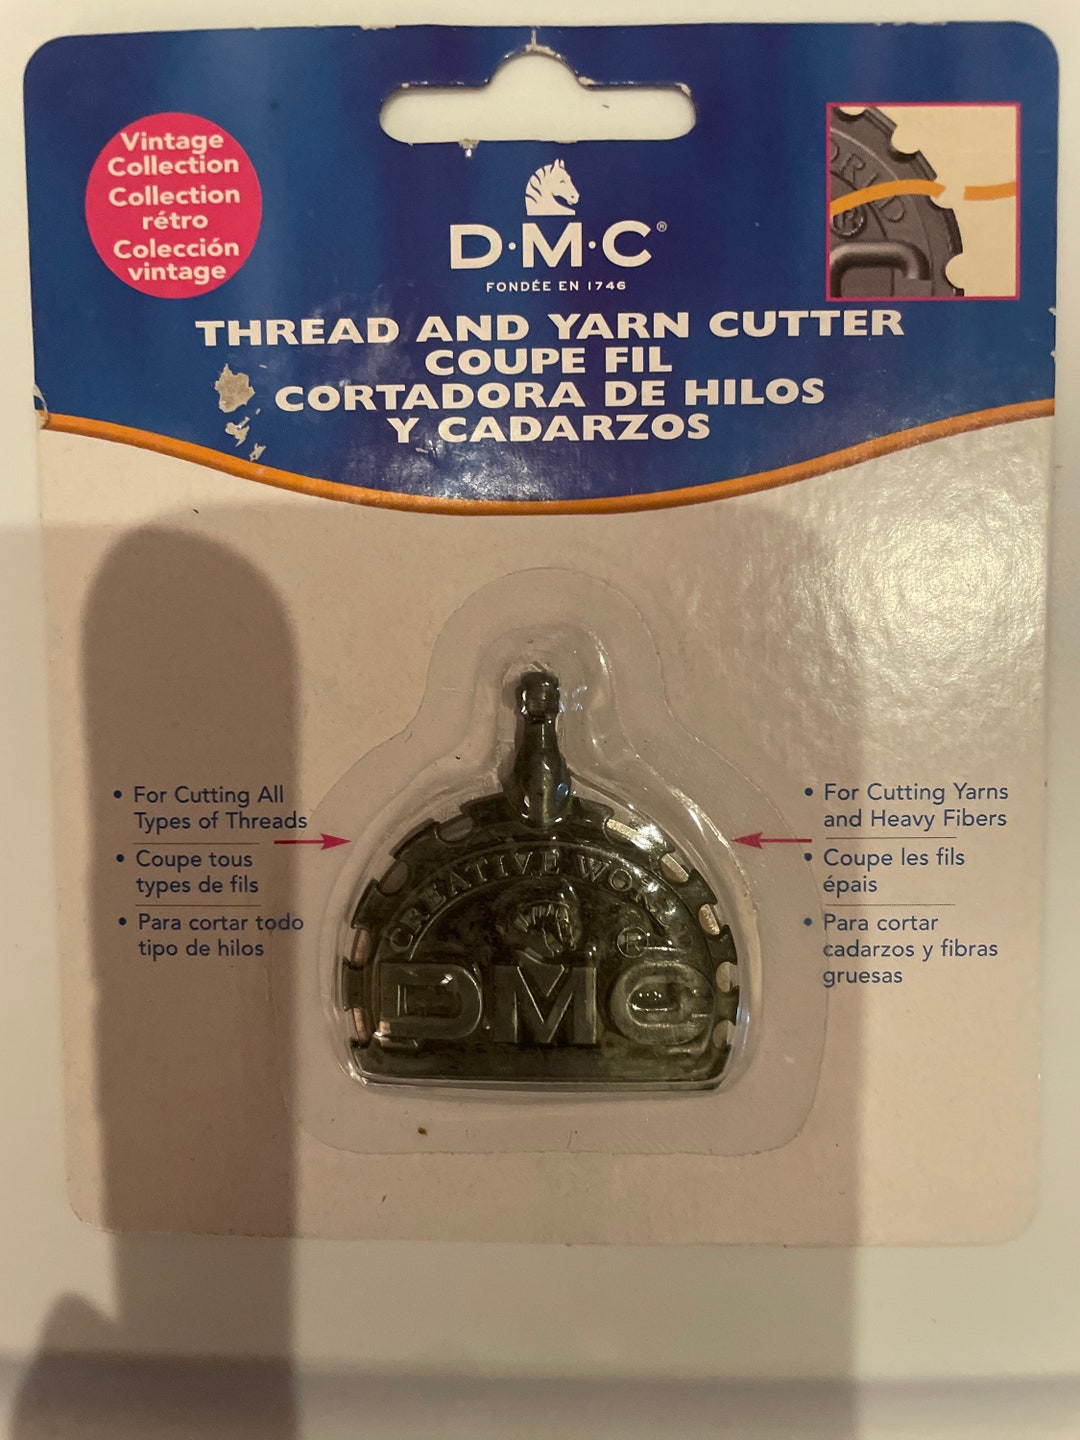 Vintage
Collection
Collection
rétro
Colección
vintage
D·M·C®
FONDÉE EN 1746
THREAD AND YARN CUTTER
COUPE FIL
CORTADORA DE HILOS
Y CADARZOS
• For Cutting All
Types of Threads
• Coupe tous
types de fils
• Para cortar todo
tipo de hilos
CREATIVE
®
DMC
• For Cutting Yarns
and Heavy Fibers
• Coupe les fils
épais
• Para cortar
cadarzos y fibras
gruesas